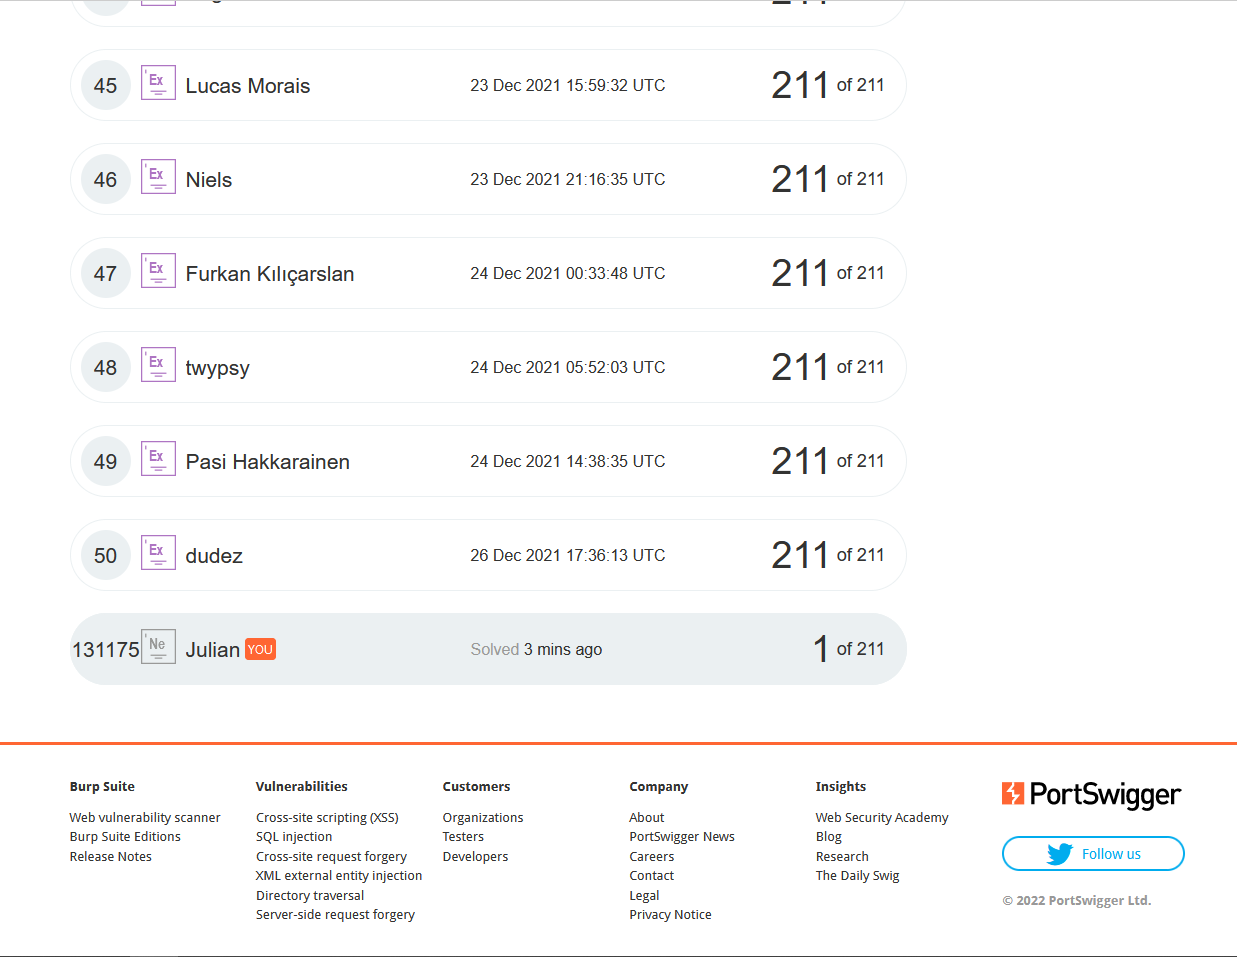 45 Ex Lucas Morais 23 Dec 2021 15:59:32 UTC 211 of 211
46 Ex Niels 23 Dec 2021 21:16:35 UTC 211 of 211
47 Ex Furkan Kılıçarslan 24 Dec 2021 00:33:48 UTC 211 of 211
48 Ex twypsy 24 Dec 2021 05:52:03 UTC 211 of 211
49 Ex Pasi Hakkarainen 24 Dec 2021 14:38:35 UTC 211 of 211
50 Ex dudez 26 Dec 2021 17:36:13 UTC 211 of 211
131175 Ne Julian YOU Solved 3 mins ago 1 of 211
Burp Suite
Web vulnerability scanner
Burp Suite Editions
Release Notes
Vulnerabilities
Cross-site scripting (XSS)
SQL injection
Cross-site request forgery
XML external entity injection
Directory traversal
Server-side request forgery
Customers
Organizations
Testers
Developers
Company
About
PortSwigger News
Careers
Contact
Legal
Privacy Notice
Insights
Web Security Academy
Blog
Research
The Daily Swig
PortSwigger
Follow us
© 2022 PortSwigger Ltd.